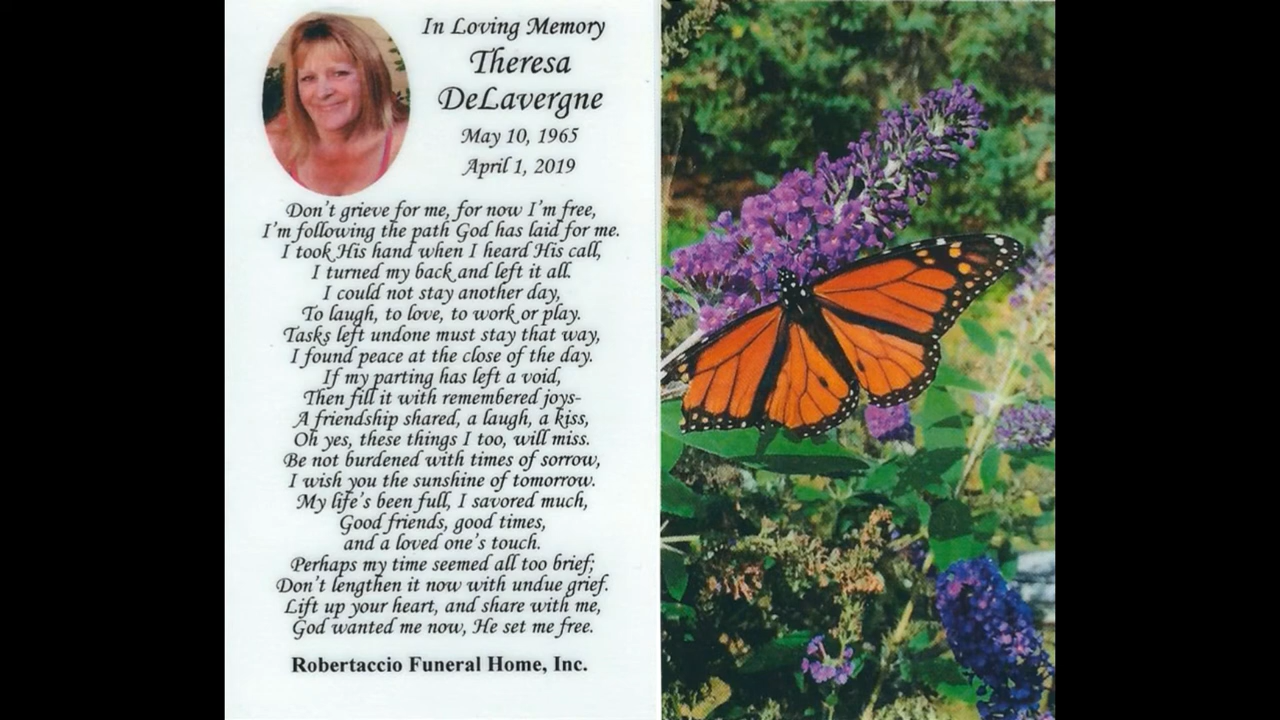 In Loving Memory
Theresa
DeLavergne
May 10, 1965
April 1, 2019
Don't grieve for me, for now I'm free,
I'm following the path God has laid for me.
I took His hand when I heard His call,
I turned my back and left it all.
I could not stay another day,
To laugh, to love, to work or play.
Tasks left undone must stay that way,
I found peace at the close of the day.
If my parting has left a void,
Then fill it with remembered joys-
A friendship shared, a laugh, a kiss,
Oh yes, these things I too, will miss.
Be not burdened with times of sorrow,
I wish you the sunshine of tomorrow.
My life's been full, I savored much,
Good friends, good times,
and a loved one's touch.
Perhaps my time seemed all too brief;
Don't lengthen it now with undue grief.
Lift up your heart, and share with me,
God wanted me now, He set me free.
Robertaccio Funeral Home, Inc.